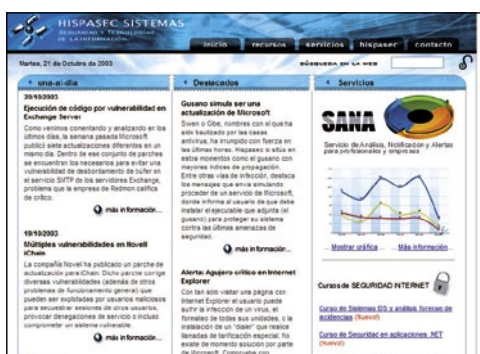 HISPASEC SISTEMAS
SEGURIDAD Y TECNOLOGÍAS
DE LA INFORMACIÓN
inicio recursos servicios hispasec contacto
Martes, 21 de Octubre de 2003
BÚSQUEDA EN LA WEB
una-al-día
20/10/2003
Ejecución de código por vulnerabilidad en
Exchange Server
Como venimos comentando y analizando en los
últimos días, la semana pasada Microsoft
publicó siete actualizaciones diferentes en un
mismo día. Dentro de ese conjunto de parches
se encuentran los necesarios para evitar una
vulnerabilidad de desbordamiento de búfer en
el servicio SMTP de los servidores Exchange,
problema que la empresa de Redmon califica
de crítico.
más información...
19/10/2003
Múltiples vulnerabilidades en Novell
iChain
La compañía Novell ha publicado un parche de
actualización para iChain. Dicho parche corrige
diversas vulnerabilidades (además de otros
problemas de funcionamiento general) que
pueden ser explotadas por usuarios maliciosos
para secuestrar sesiones de otros usuarios,
provocar denegaciones de servicio o incluso
comprometer un sistema vulnerable.
más información...
Destacados
Gusano simula ser una
actualización de Microsoft
Swen o Gibe, nombres con el que ha
sido bautizado por las casas
antivirus, ha irrumpido con fuerza en
las últimas horas. Hispasec lo sitúa en
estos momentos como el gusano con
mayores índices de propagación.
Entre otras vías de infección, destaca
los mensajes que envía simulando
proceder de un servicio de Microsoft,
donde informa al usuario de que debe
instalar el ejecutable que adjunta (el
gusano) para proteger su sistema
contra las últimas amenazas de
seguridad.
más información...
Alerta: Agujero crítico en Internet
Explorer
Con tan sólo visitar una página con
Internet Explorer el usuario puede
sufrir la infección de un virus, el
formateo de todas sus unidades, o la
instalación de un "dialer" que realice
llamadas de tarificación especial. No
existe de momento solución por parte
de Microsoft. Compruebe con
Servicios
SANA
Servicio de Análisis, Notificación y Alertas
para profesionales y empresas
Mostrar gráfica... Más información...
Cursos de SEGURIDAD INTERNET
Curso de Sistemas IDS y análisis forense de
incidencias (Nuevo!)
Curso de Seguridad en aplicaciones .NET
(Nuevo!)